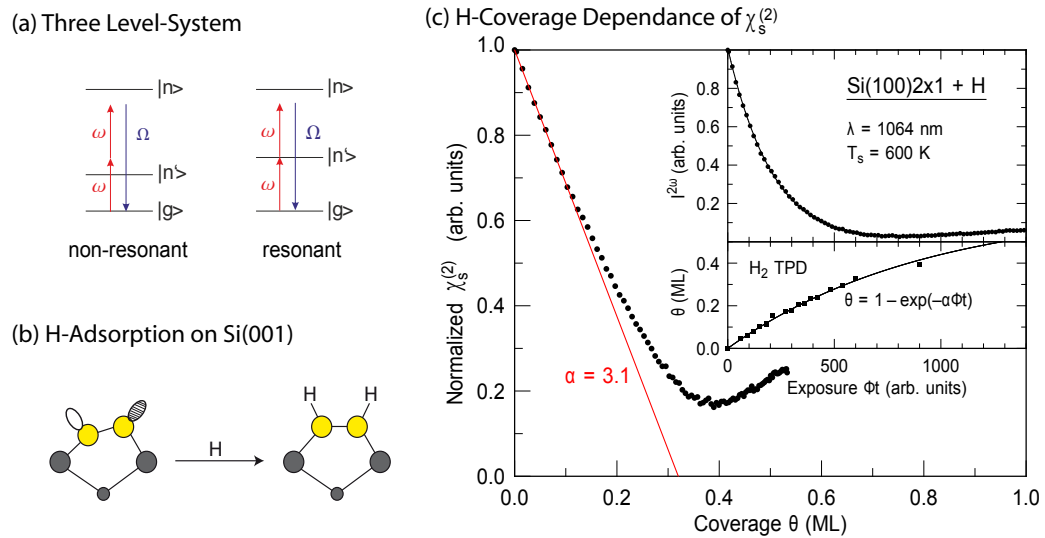 (a) Three Level-System
|n>
ω
Ω
|n'>
ω
|g>
non-resonant
|n>
ω
Ω
|n'>
ω
|g>
resonant
(b) H-Adsorption on Si(001)
H
H H
(c) H-Coverage Dependance of χₛ⁽²⁾
Normalized χₛ⁽²⁾ (arb. units)
1.0
0.8
0.6
0.4
0.2
0.0
0.0 0.2 0.4 0.6 0.8 1.0
Coverage θ (ML)
α = 3.1
I²ω (arb. units)
1.0
0.8
0.6
0.4
0.2
Si(100)2x1 + H
λ = 1064 nm
Tₛ = 600 K
θ (ML)
0.4
0.2
0.0
H₂ TPD
θ = 1 – exp(–αΦt)
0 500 1000
Exposure Φt (arb. units)